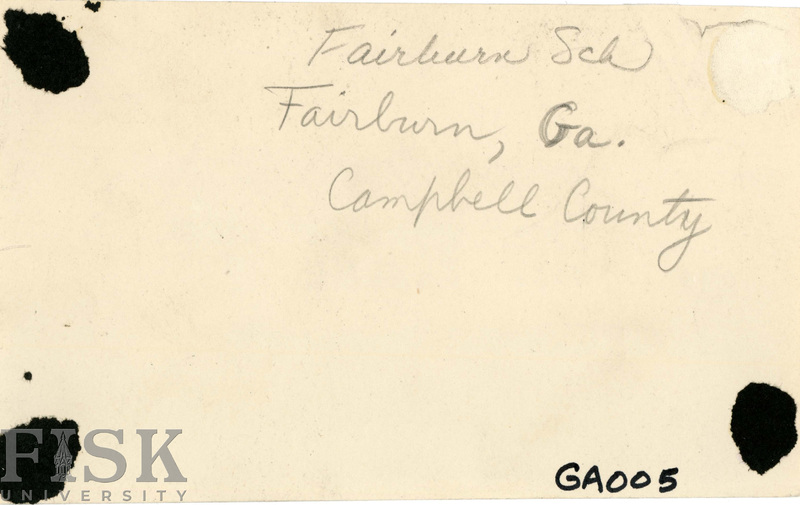 Fairburn Sch
Fairburn, Ga.
Campbell County
GA005
FISK
UNIVERSITY